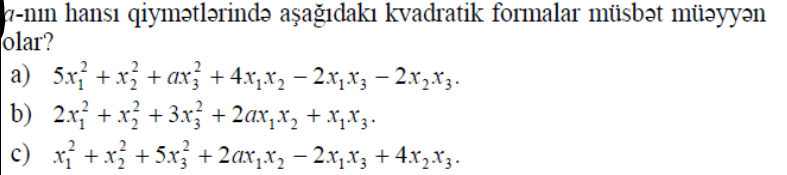 a-nın hansı qiymətlərində aşağıdakı kvadratik formalar müsbət müəyyən
olar?
a) 5x₁² + x₂² + ax₃² + 4x₁x₂ − 2x₁x₃ − 2x₂x₃.
b) 2x₁² + x₂² + 3x₃² + 2ax₁x₂ + x₁x₃.
c) x₁² + x₂² + 5x₃² + 2ax₁x₂ − 2x₁x₃ + 4x₂x₃.